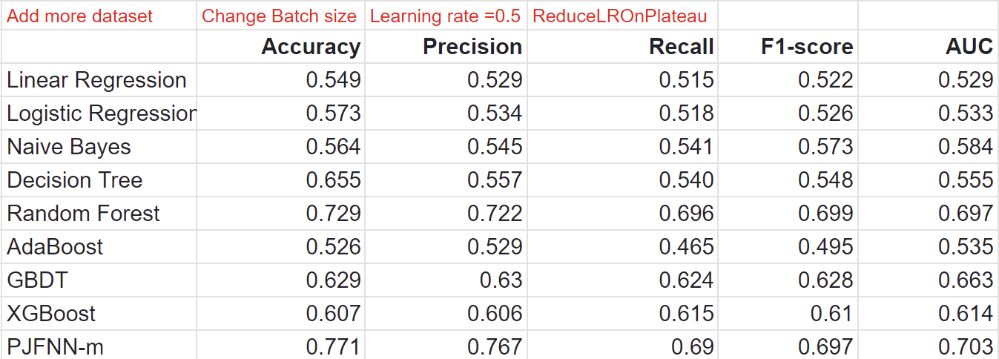 Add more dataset Change Batch size Learning rate =0.5 ReduceLROnPlateau
Accuracy Precision Recall F1-score AUC
Linear Regression 0.549 0.529 0.515 0.522 0.529
Logistic Regression 0.573 0.534 0.518 0.526 0.533
Naive Bayes 0.564 0.545 0.541 0.573 0.584
Decision Tree 0.655 0.557 0.540 0.548 0.555
Random Forest 0.729 0.722 0.696 0.699 0.697
AdaBoost 0.526 0.529 0.465 0.495 0.535
GBDT 0.629 0.63 0.624 0.628 0.663
XGBoost 0.607 0.606 0.615 0.61 0.614
PJFNN-m 0.771 0.767 0.69 0.697 0.703